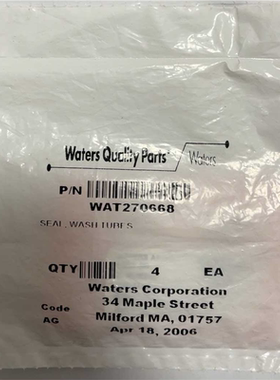 Waters Quality Parts
Waters
P/N
WAT270668
SEAL, WASH TUBES
QTY 4 EA
Waters Corporation
34 Maple Street
Code Milford MA, 01757
AG Apr 18, 2006